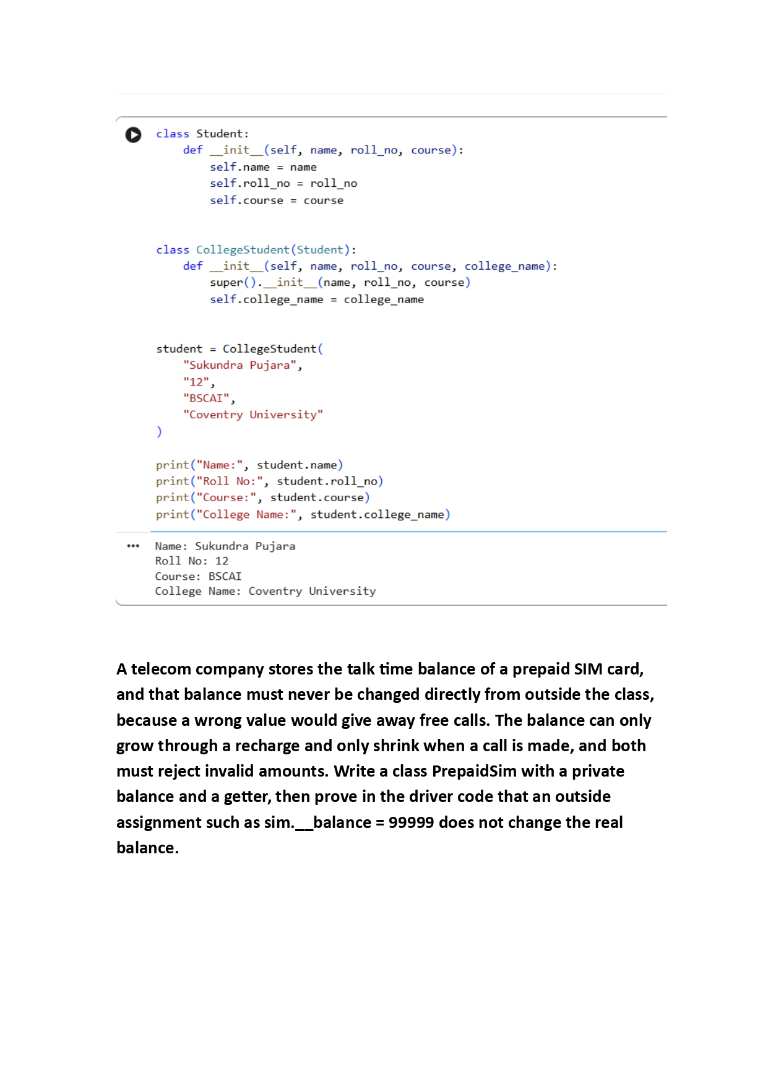 class Student:
    def __init__(self, name, roll_no, course):
        self.name = name
        self.roll_no = roll_no
        self.course = course
class CollegeStudent(Student):
    def __init__(self, name, roll_no, course, college_name):
        super().__init__(name, roll_no, course)
        self.college_name = college_name
student = CollegeStudent(
    "Sukundra Pujara",
    "12",
    "BSCAI",
    "Coventry University"
)
print("Name:", student.name)
print("Roll No:", student.roll_no)
print("Course:", student.course)
print("College Name:", student.college_name)
Name: Sukundra Pujara
Roll No: 12
Course: BSCAI
College Name: Coventry University
A telecom company stores the talk time balance of a prepaid SIM card,
and that balance must never be changed directly from outside the class,
because a wrong value would give away free calls. The balance can only
grow through a recharge and only shrink when a call is made, and both
must reject invalid amounts. Write a class PrepaidSim with a private
balance and a getter, then prove in the driver code that an outside
assignment such as sim.__balance = 99999 does not change the real
balance.